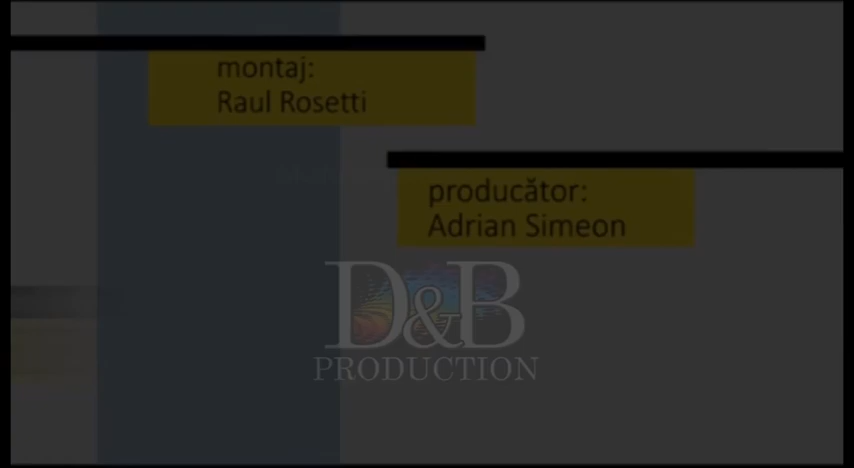 montaj:
Raul Rosetti
producător:
Adrian Simeon
D&B
PRODUCTION